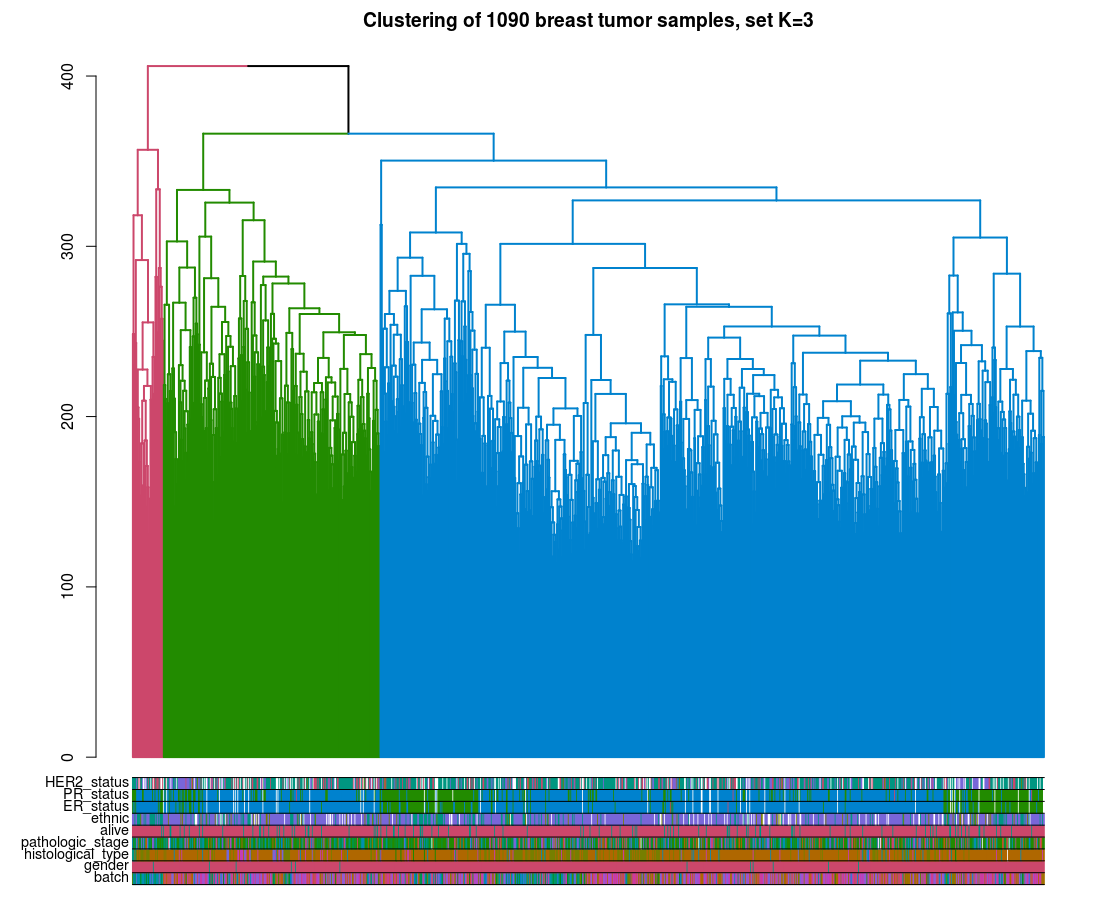 Clustering of 1090 breast tumor samples, set K=3
400
300
200
100
0
HER2_status
PR_status
ER_status
ethnic
alive
pathologic_stage
histological_type
gender
batch